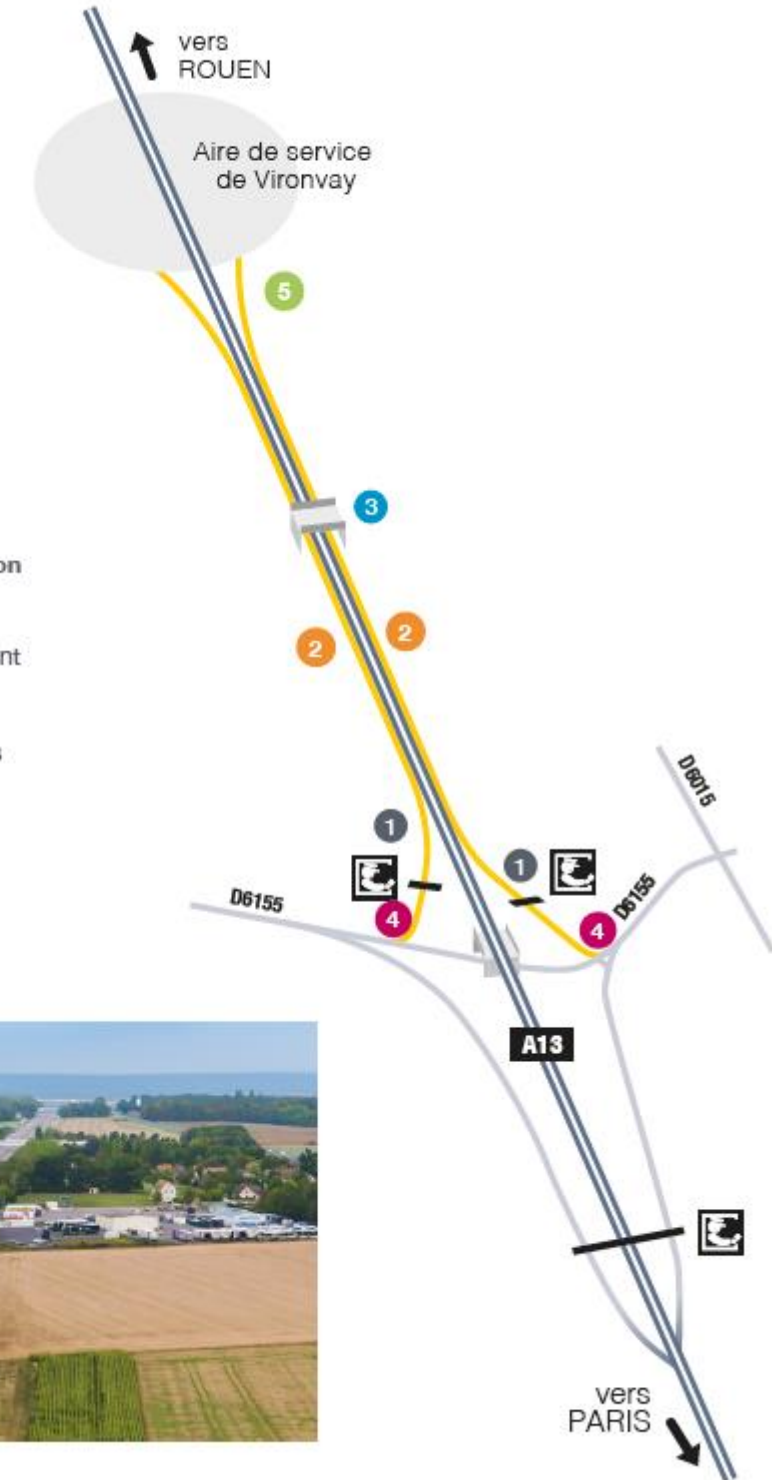 vers
ROUEN
Aire de service
de Vironvay
5
3
2
2
D6015
1
1
D6155
D6155
4
4
A13
vers
PARIS